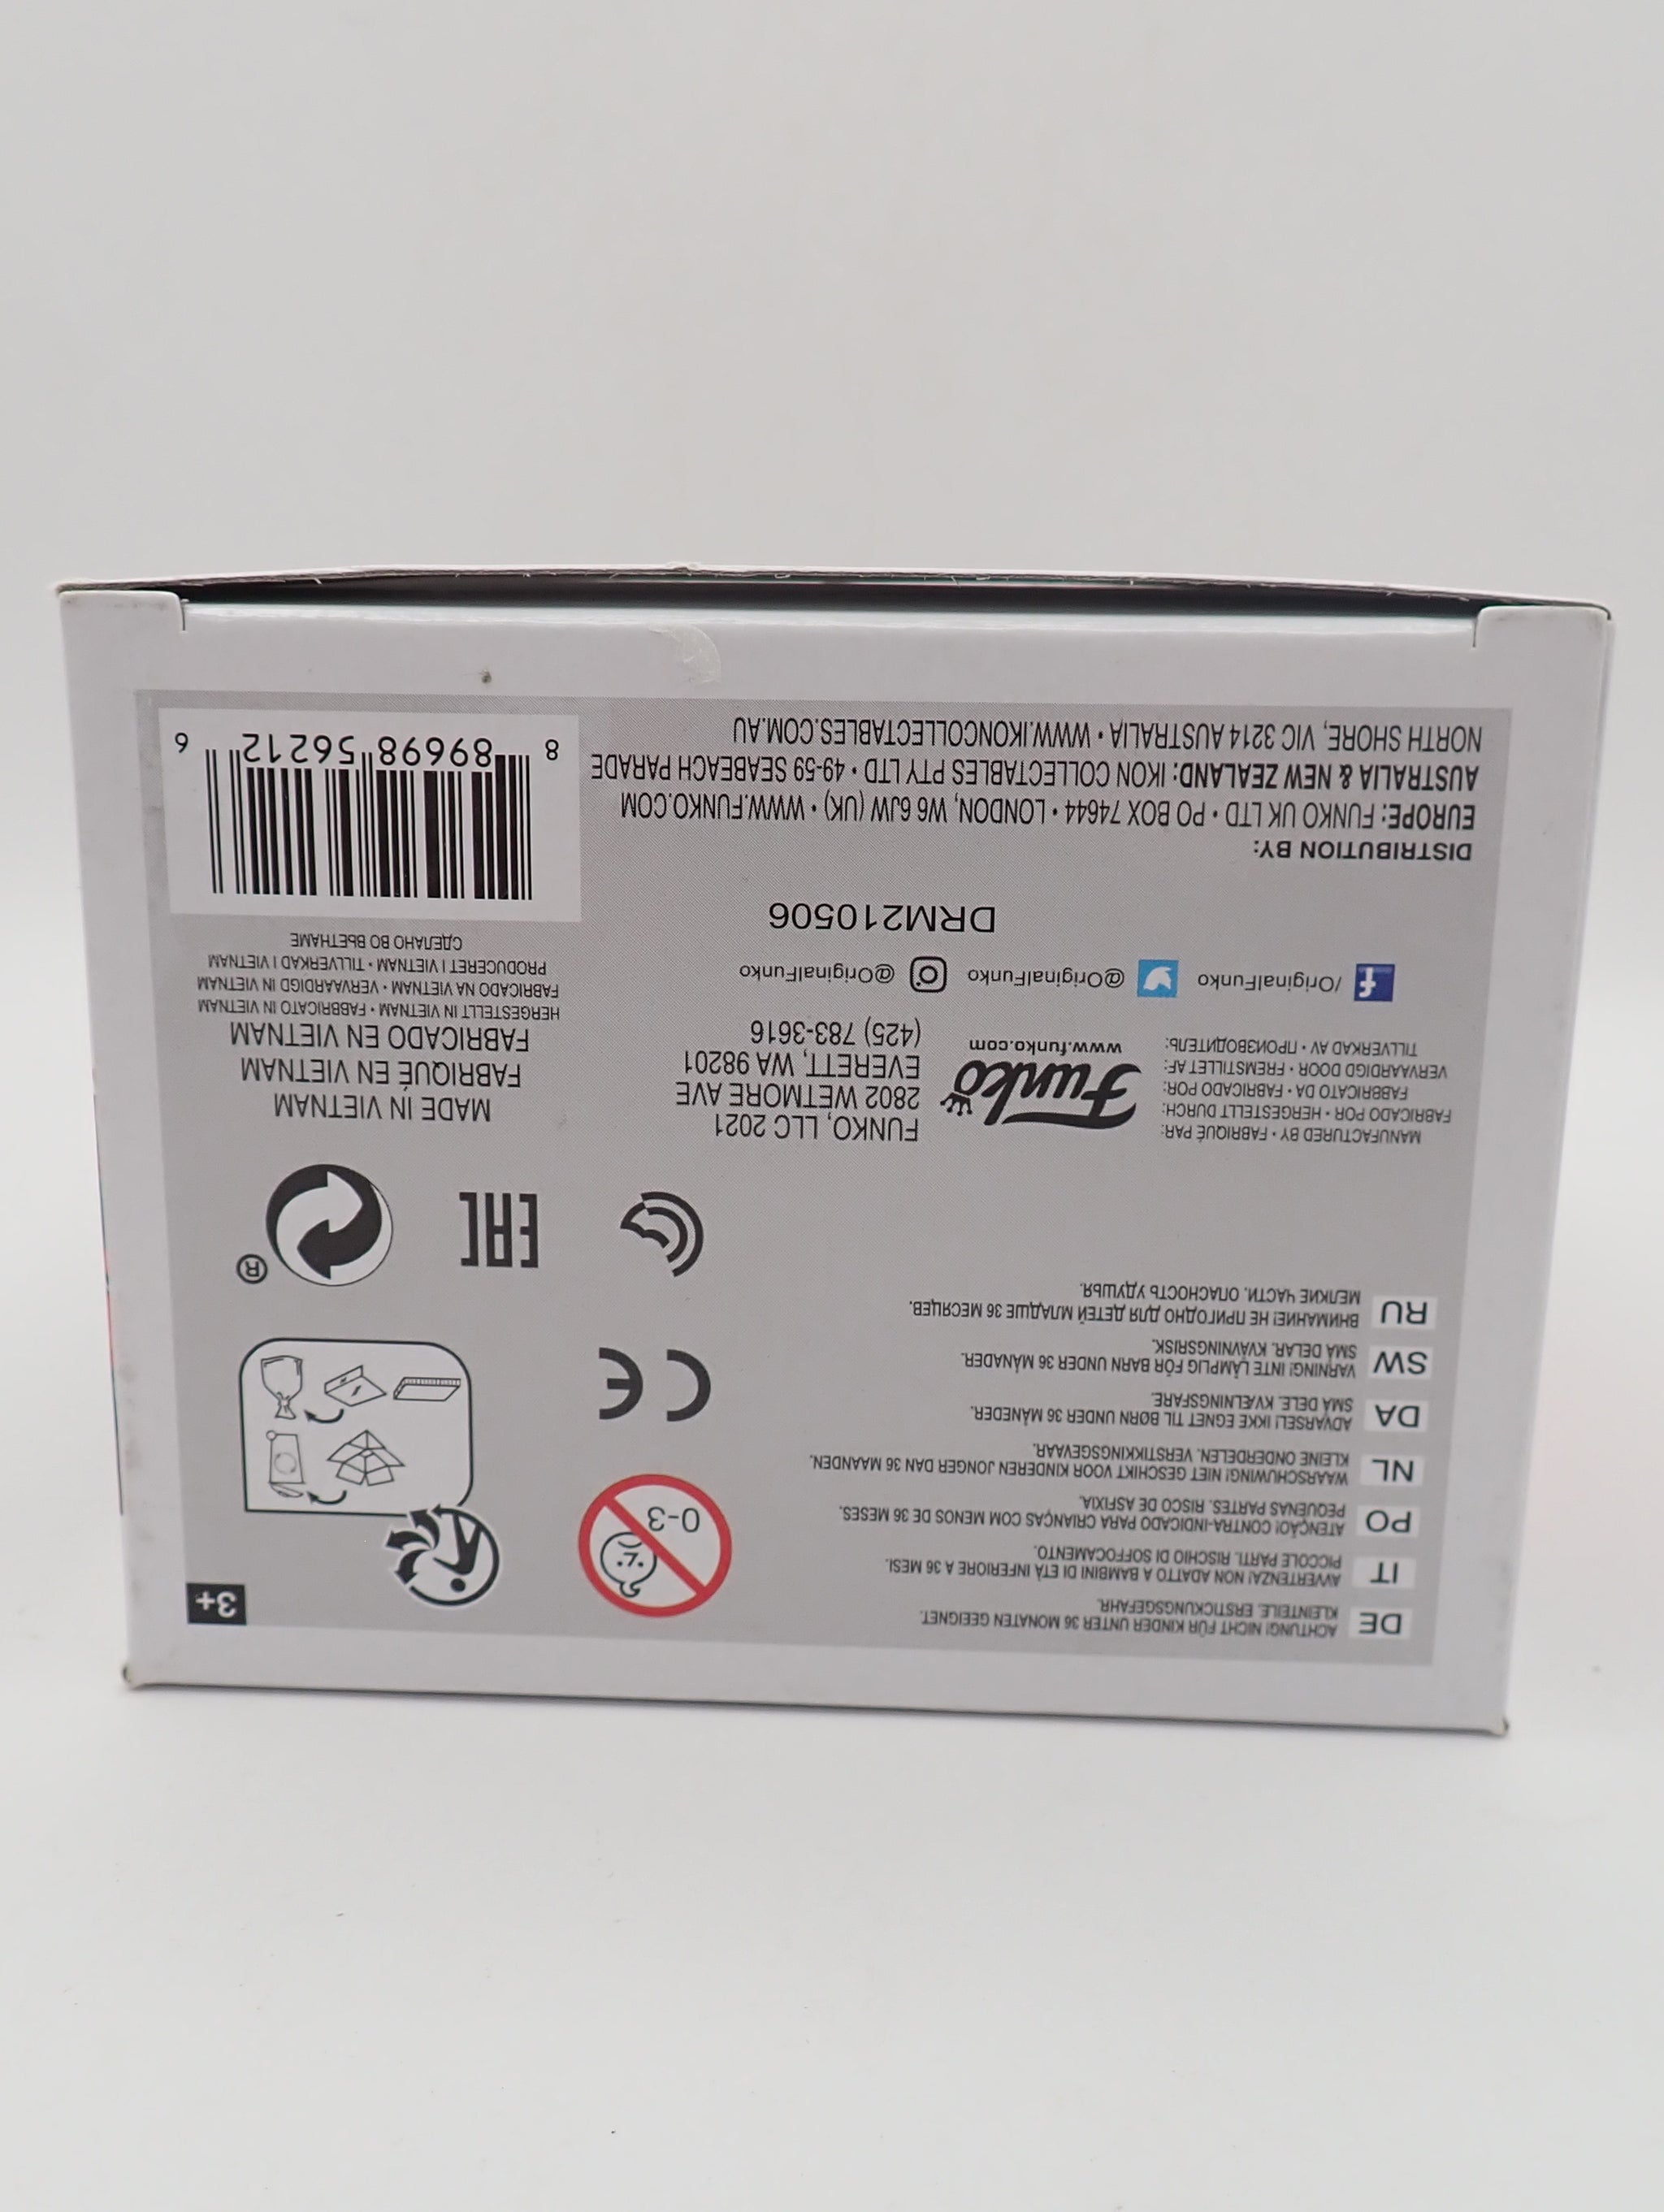 3+
DE
ACHTUNG! NICHT FÜR KINDER UNTER 36 MONATEN GEEIGNET.
KLEINTEILE. ERSTICKUNGSGEFAHR.
IT
AVVERTENZA! NON ADATTO A BAMBINI DI ETÀ INFERIORE A 36 MESI.
PICCOLE PARTI. RISCHIO DI SOFFOCAMENTO.
PO
ATENÇÃO! CONTRA-INDICADO PARA CRIANÇAS COM MENOS DE 36 MESES.
PEQUENAS PARTES. RISCO DE ASFIXIA.
NL
WAARSCHUWING! NIET GESCHIKT VOOR KINDEREN JONGER DAN 36 MAANDEN.
KLEINE ONDERDELEN. VERSTIKKINGSGEVAAR.
DA
ADVARSEL! IKKE EGNET TIL BØRN UNDER 36 MÅNEDER.
SMÅ DELE. KVÆLNINGSFARE.
SW
VARNING! INTE LÄMPLIG FÖR BARN UNDER 36 MÅNADER.
SMÅ DELAR. KVÄVNINGSRISK.
RU
ВНИМАНИЕ! НЕ ПРИГОДНО ДЛЯ ДЕТЕЙ МЛАДШЕ 36 МЕСЯЦЕВ.
МЕЛКИЕ ЧАСТИ. ОПАСНОСТЬ УДУШЬЯ.
0-3
CE
EAC
®
MANUFACTURED BY • FABRIQUÉ PAR:
FABRICADO POR • HERGESTELLT DURCH:
FABBRICATO DA • FABRICADO POR:
VERVAARDIGD DOOR • FREMSTILLET AF:
TILLVERKAD AV • ПРОИЗВОДИТЕЛЬ:
Funko
www.funko.com
FUNKO, LLC 2021
2802 WETMORE AVE
EVERETT, WA 98201
(425) 783-3616
/OriginalFunko @OriginalFunko @OriginalFunko
DRM210506
MADE IN VIETNAM
FABRIQUÉ EN VIETNAM
FABRICADO EN VIETNAM
HERGESTELLT IN VIETNAM • FABBRICATO IN VIETNAM
FABRICADO NA VIETNAM • VERVAARDIGD IN VIETNAM
PRODUCERET I VIETNAM • TILLVERKAD I VIETNAM
СДЕЛАНО ВО ВЬЕТНАМЕ
DISTRIBUTION BY:
EUROPE: FUNKO UK LTD • PO BOX 74644 • LONDON, W6 6JW (UK) • WWW.FUNKO.COM
AUSTRALIA & NEW ZEALAND: IKON COLLECTABLES PTY LTD • 49-59 SEABEACH PARADE
NORTH SHORE, VIC 3214 AUSTRALIA • WWW.IKONCOLLECTABLES.COM.AU
8 89698 56212 6